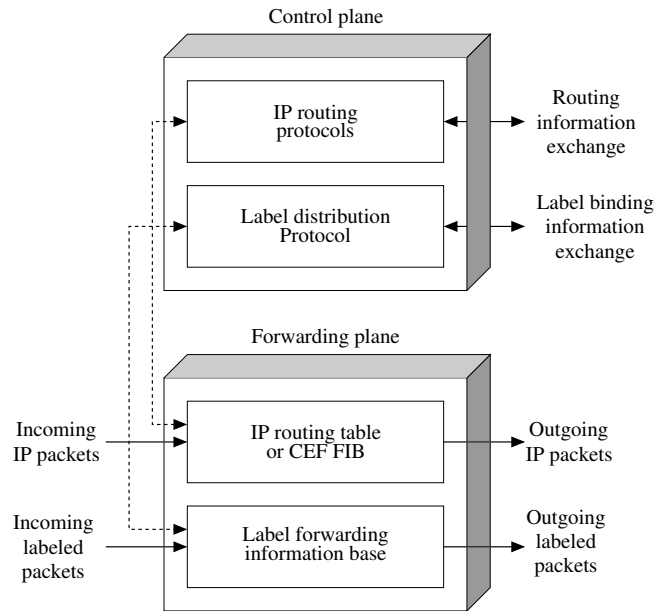 Control plane
IP routing
protocols
Routing
information
exchange
Label distribution
Protocol
Label binding
information
exchange
Forwarding plane
Incoming
IP packets
IP routing table
or CEF FIB
Outgoing
IP packets
Incoming
labeled
packets
Label forwarding
information base
Outgoing
labeled
packets